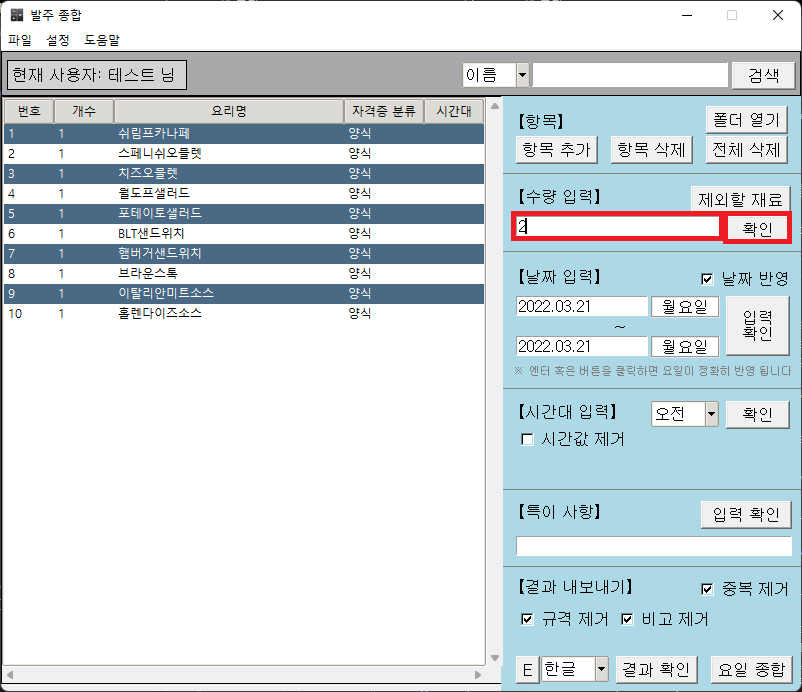 발주 종합
파일 설정 도움말
현재 사용자: 테스트 님
이름 검색
번호 개수 요리명 자격증 분류 시간대
1 1 쉬림프카나페 양식
2 1 스페니쉬오믈렛 양식
3 1 치즈오믈렛 양식
4 1 월도프샐러드 양식
5 1 포테이토샐러드 양식
6 1 BLT샌드위치 양식
7 1 햄버거샌드위치 양식
8 1 브라운스톡 양식
9 1 이탈리안미트소스 양식
10 1 홀렌다이즈소스 양식
【항목】 폴더 열기
항목 추가 항목 삭제 전체 삭제
【수량 입력】 제외할 재료
2 확인
【날짜 입력】 날짜 반영
2022.03.21 월요일
~
2022.03.21 월요일
입력
확인
※ 엔터 혹은 버튼을 클릭하면 요일이 정확히 반영 됩니다
【시간대 입력】 오전 확인
시간값 제거
【특이 사항】 입력 확인
【결과 내보내기】 중복 제거
규격 제거 비고 제거
E 한글 결과 확인 요일 종합